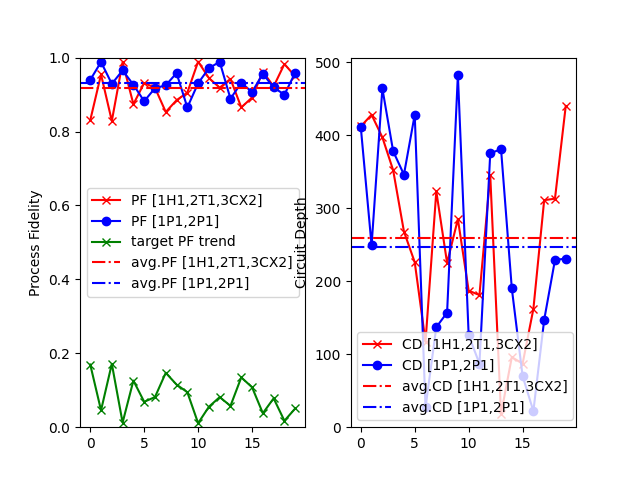 1.0
0.8
0.6
0.4
0.2
0.0
0
5
10
15
Process Fidelity
PF [1H1,2T1,3CX2]
PF [1P1,2P1]
target PF trend
avg.PF [1H1,2T1,3CX2]
avg.PF [1P1,2P1]
500
400
300
200
100
0
0
5
10
15
Circuit Depth
CD [1H1,2T1,3CX2]
CD [1P1,2P1]
avg.CD [1H1,2T1,3CX2]
avg.CD [1P1,2P1]